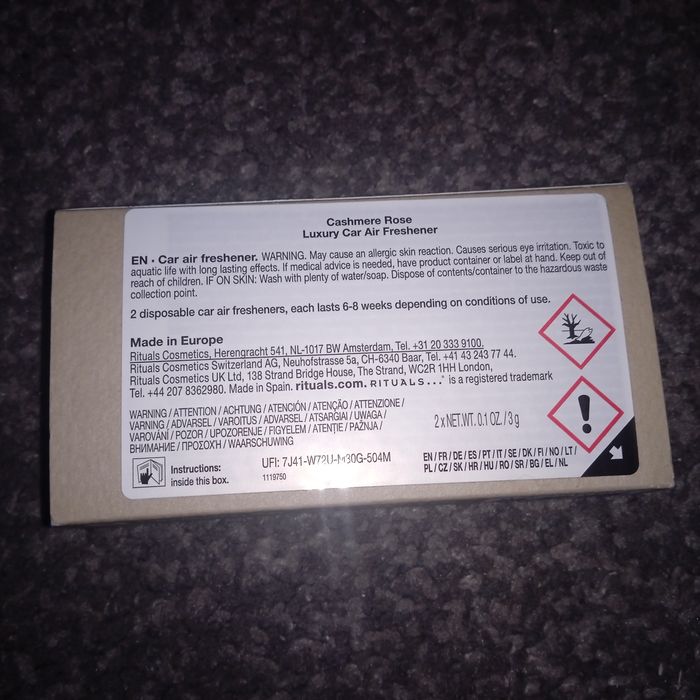 Cashmere Rose
Luxury Car Air Freshener
EN · Car air freshener. WARNING. May cause an allergic skin reaction. Causes serious eye irritation. Toxic to
aquatic life with long lasting effects. If medical advice is needed, have product container or label at hand. Keep out of
reach of children. IF ON SKIN: Wash with plenty of water/soap. Dispose of contents/container to the hazardous waste
collection point.
2 disposable car air fresheners, each lasts 6-8 weeks depending on conditions of use.
Made in Europe
Rituals Cosmetics, Herengracht 541, NL-1017 BW Amsterdam, Tel. +31 20 333 9100,
Rituals Cosmetics Switzerland AG, Neuhofstrasse 5a, CH-6340 Baar, Tel. +41 43 243 77 44.
Rituals Cosmetics UK Ltd, 138 Strand Bridge House, The Strand, WC2R 1HH London,
Tel. +44 207 8362980. Made in Spain. rituals.com. RITUALS... ® is a registered trademark
WARNING / ATTENTION / ACHTUNG / ATENCIÓN / ATENÇÃO / ATTENZIONE /
VARNING / ADVARSEL / VAROITUS / ADVARSEL / ATSARGIAI / UWAGA /
VAROVÁNÍ / POZOR / UPOZORENJE / FIGYELEM / ATENȚIE / PAŽNJA /
ВНИМАНИЕ / ΠΡΟΣΟΧΗ / WAARSCHUWING
2 x NET.WT. 0.1 OZ. / 3 g
Instructions:
inside this box.
UFI: 7J41-W72U-M30G-504M
1119750
EN / FR / DE / ES / PT / IT / SE / DK / FI / NO / LT /
PL / CZ / SK / HR / HU / RO / SR / BG / EL / NL